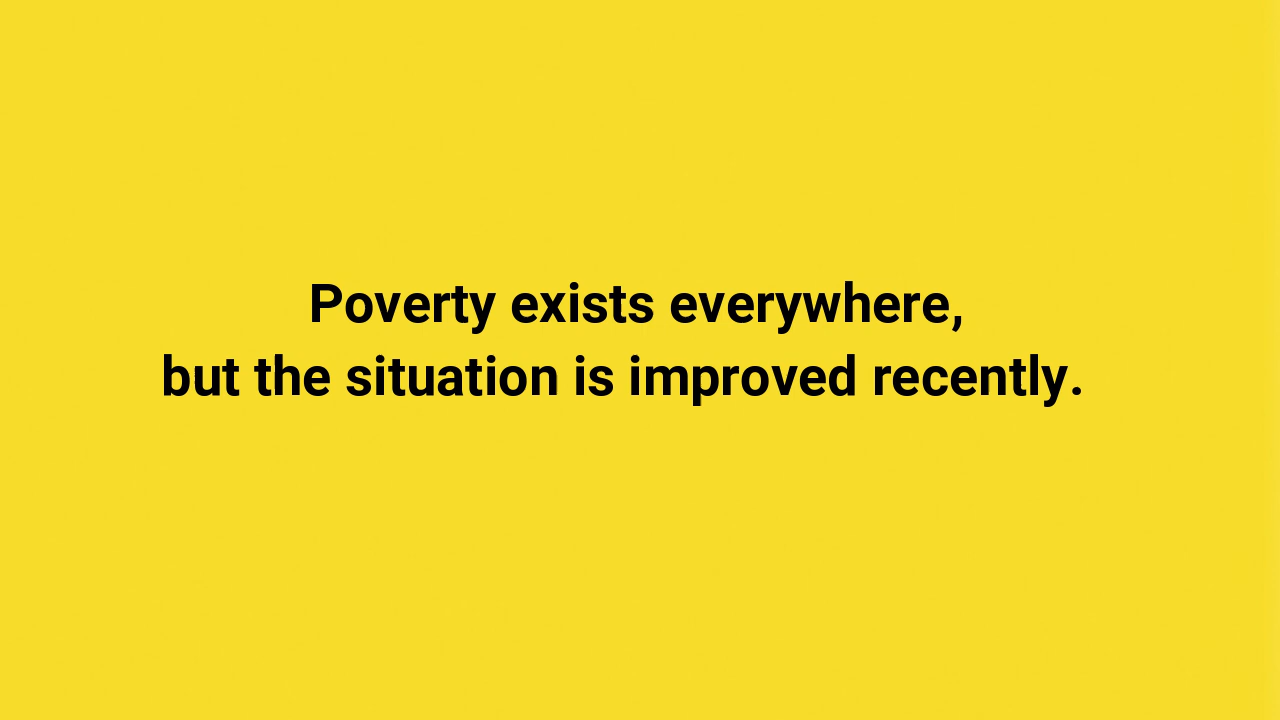 Poverty exists everywhere,
but the situation is improved recently.